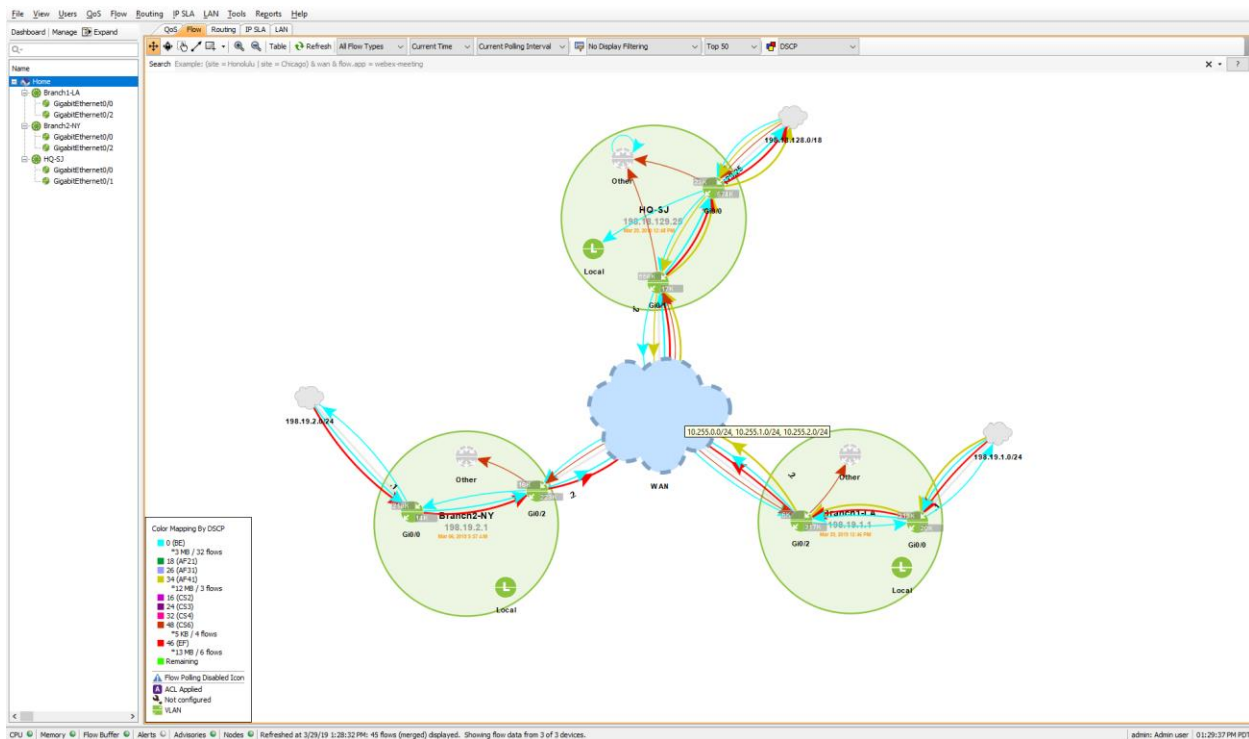 File View Users QoS Flow Routing IP SLA LAN Tools Reports Help
Dashboard Manage Expand
QoS Flow Routing IP SLA LAN
Table Refresh All Flow Types Current Time Current Polling Interval No Display Filtering Top 50 DSCP
Search Example: (site = Honolulu | site = Chicago) & wan & flow.app = webex-meeting
Name
Home
Branch1-LA
GigabitEthernet0/0
GigabitEthernet0/2
Branch2-NY
GigabitEthernet0/0
GigabitEthernet0/2
HQ-SJ
GigabitEthernet0/0
GigabitEthernet0/1
198.18.128.0/18
Other
HQ-SJ
Gi0/0
L
Local
198.19.2.0/24
10.255.0.0/24, 10.255.1.0/24, 10.255.2.0/24
198.19.1.0/24
WAN
Other
Other
Gi0/2
Branch2-NY
198.19.2.1
Gi0/0
198.19.1.1
Gi0/2
Gi0/0
L
Local
L
Local
Color Mapping By DSCP
0 (BE)
*3 MB / 32 flows
18 (AF21)
26 (AF31)
34 (AF41)
*12 MB / 3 flows
16 (CS2)
24 (CS3)
32 (CS4)
48 (CS6)
*5 KB / 4 flows
46 (EF)
*13 MB / 6 flows
Remaining
Flow Polling Disabled Icon
A ACL Applied
Not configured
VLAN
CPU Memory Flow Buffer Alerts Advisories Nodes Refreshed at 3/29/19 1:28:32 PM: 45 flows (merged) displayed. Showing flow data from 3 of 3 devices. admin: Admin user 01:29:37 PM PDT